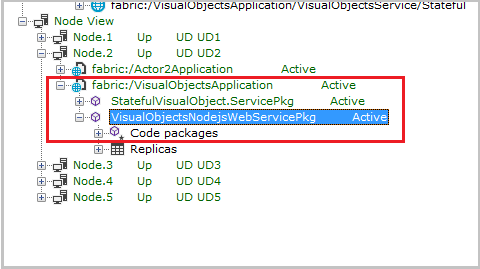 fabric:/VisualObjectsApplication/VisualObjectsService/Stateful
Node View
Node.1 Up UD UD1
Node.2 Up UD UD2
fabric:/Actor2Application Active
fabric:/VisualObjectsApplication Active
StatefulVisualObject.ServicePkg Active
VisualObjectsNodejsWebServicePkg Active
Code packages
Replicas
Node.3 Up UD UD3
Node.4 Up UD UD4
Node.5 Up UD UD5